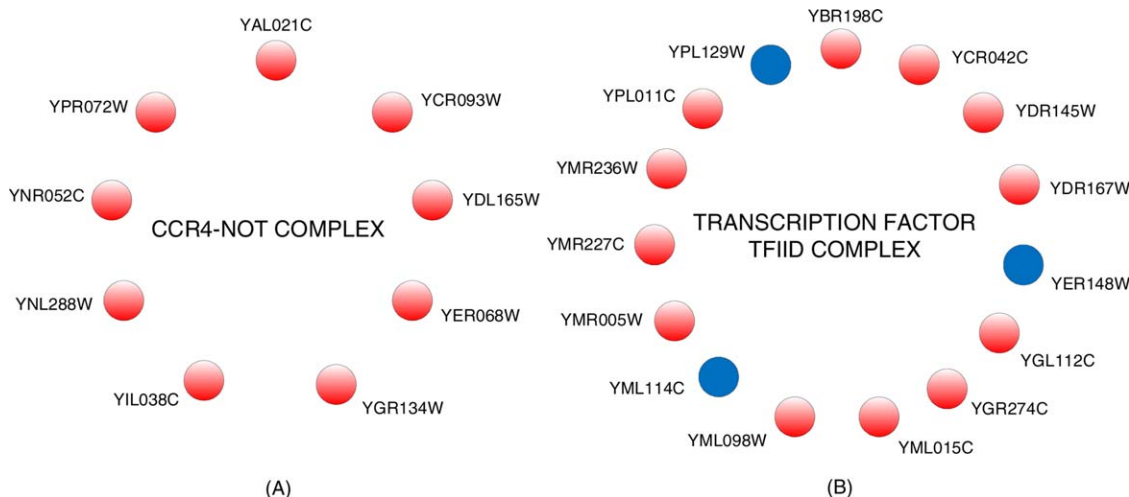 YAL021C
YCR093W
YPR072W
YNR052C
YDL165W
CCR4-NOT COMPLEX
YNL288W
YER068W
YIL038C
YGR134W
(A)
YBR198C
YPL129W
YCR042C
YPL011C
YDR145W
YMR236W
YDR167W
TRANSCRIPTION FACTOR
TFIID COMPLEX
YMR227C
YER148W
YMR005W
YGL112C
YML114C
YGR274C
YML098W
YML015C
(B)